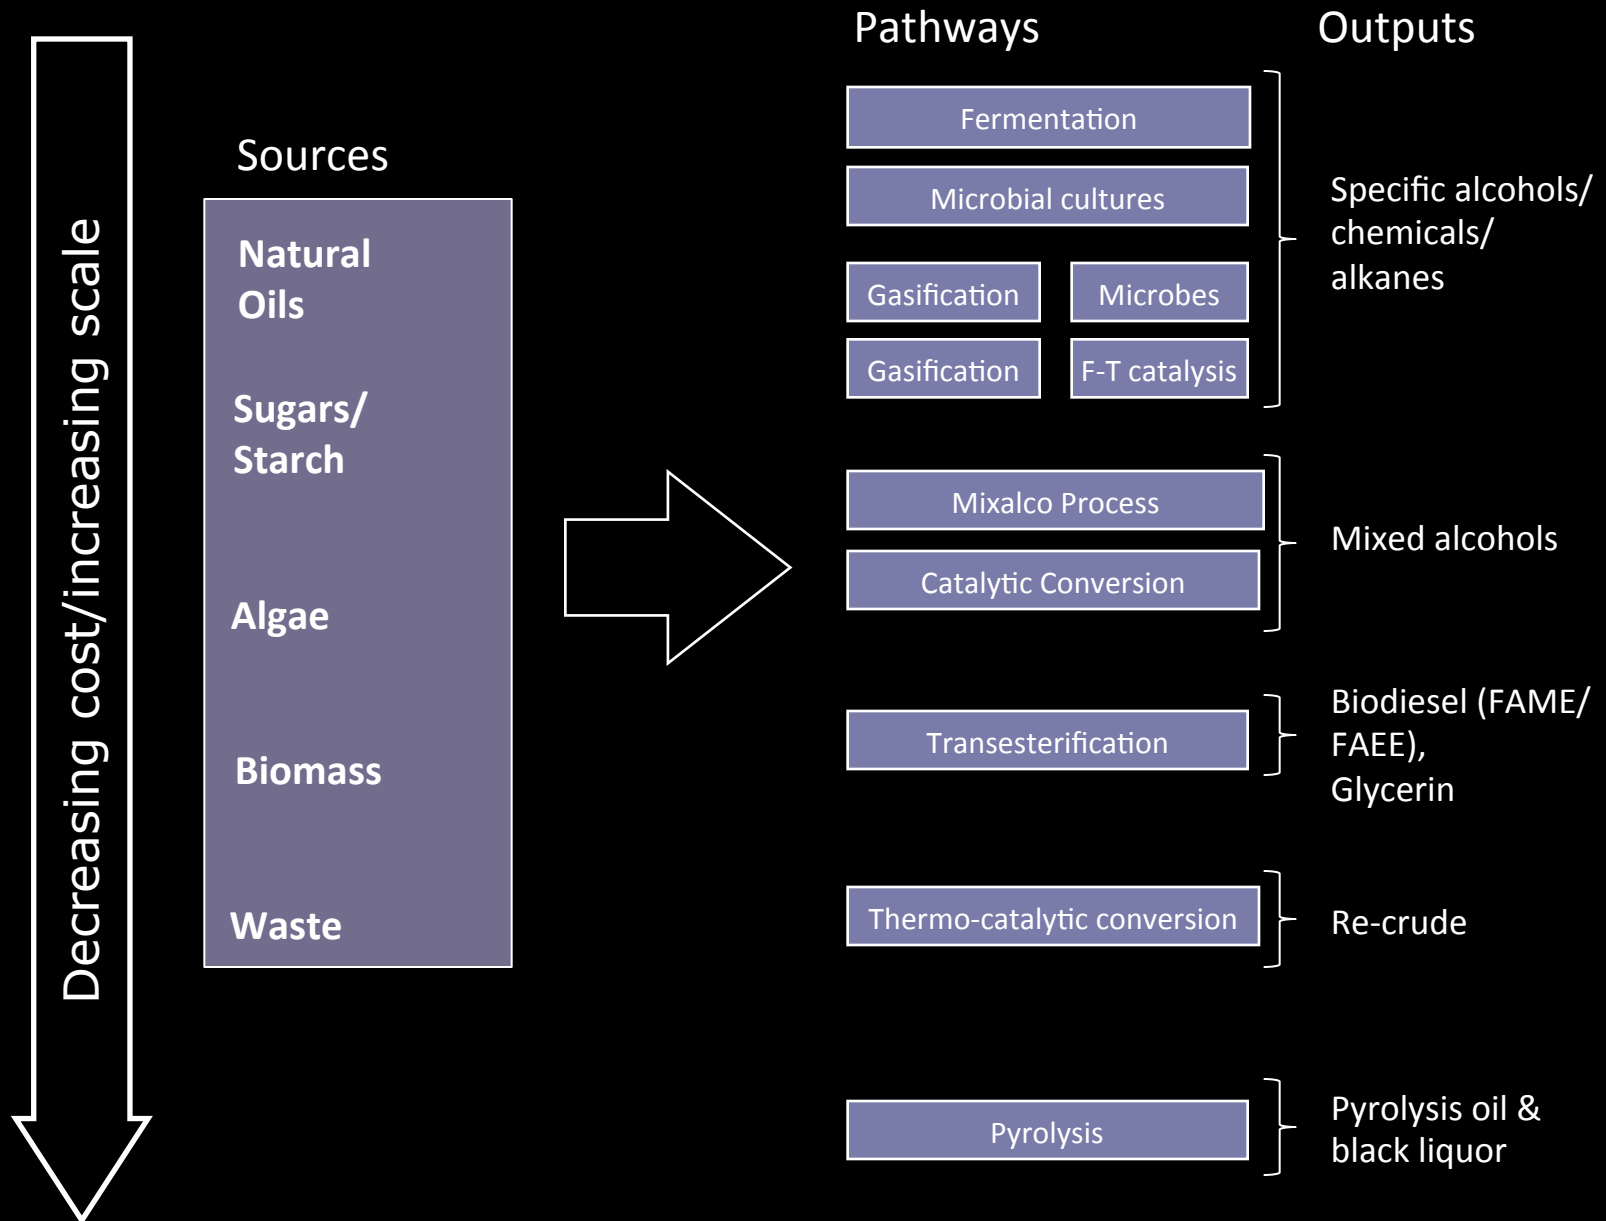 Decreasing cost/increasing scale
Sources
Natural
Oils
Sugars/
Starch
Algae
Biomass
Waste
Pathways
Fermentation
Microbial cultures
Gasification
Microbes
Gasification
F-T catalysis
Mixalco Process
Catalytic Conversion
Transesterification
Thermo-catalytic conversion
Pyrolysis
Outputs
Specific alcohols/
chemicals/
alkanes
Mixed alcohols
Biodiesel (FAME/
FAEE),
Glycerin
Re-crude
Pyrolysis oil &
black liquor